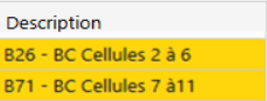 Description
B26 - BC Cellules 2 à 6
B71 - BC Cellules 7 à11